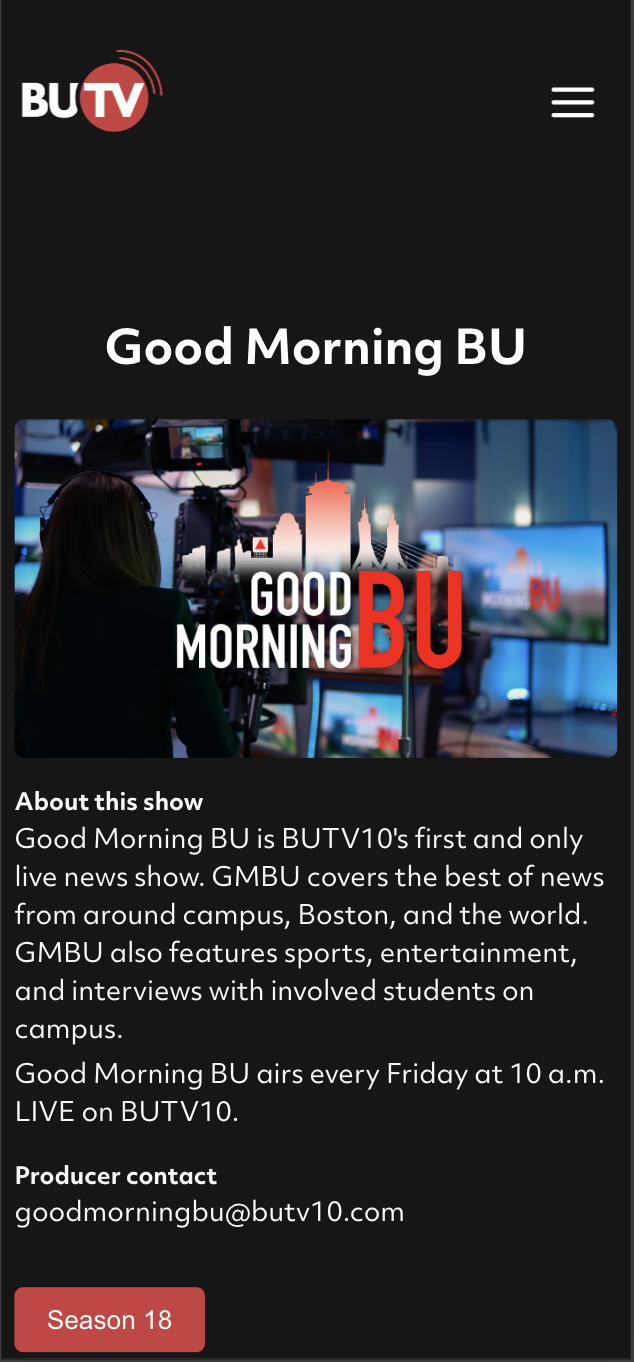 BUTV
Good Morning BU
GOOD
MORNING BU
GOOD
MORNING BU
About this show
Good Morning BU is BUTV10's first and only
live news show. GMBU covers the best of news
from around campus, Boston, and the world.
GMBU also features sports, entertainment,
and interviews with involved students on
campus.
Good Morning BU airs every Friday at 10 a.m.
LIVE on BUTV10.
Producer contact
goodmorningbu@butv10.com
Season 18